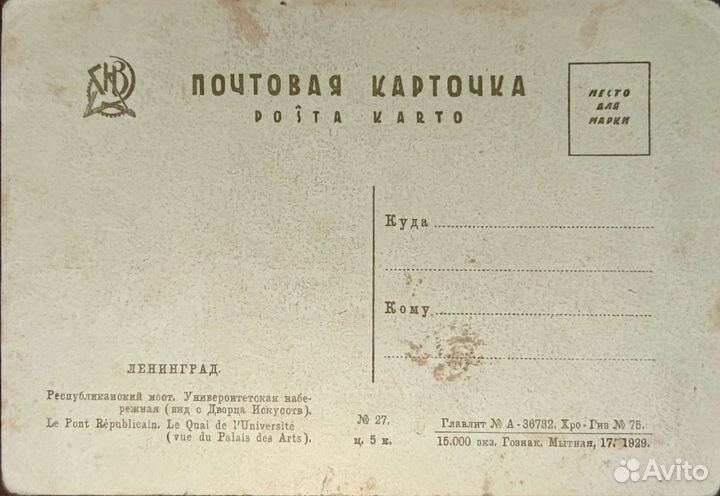 ПОЧТОВАЯ КАРТОЧКА
POŜTA KARTO
МЕСТО
ДЛЯ
МАРКИ
Куда
Кому
ЛЕНИНГРАД.
Республиканский мост. Университетская набе-
режная (вид с Дворца Искусств).
Le Pont Républicain. Le Quai de l'Université
(vue du Palais des Arts).
№ 27.
ц. 5 к.
Главлит № А - 36732. Хро - Гиз № 75.
15.000 экз. Гознак. Мытная, 17. 1929.
Avito